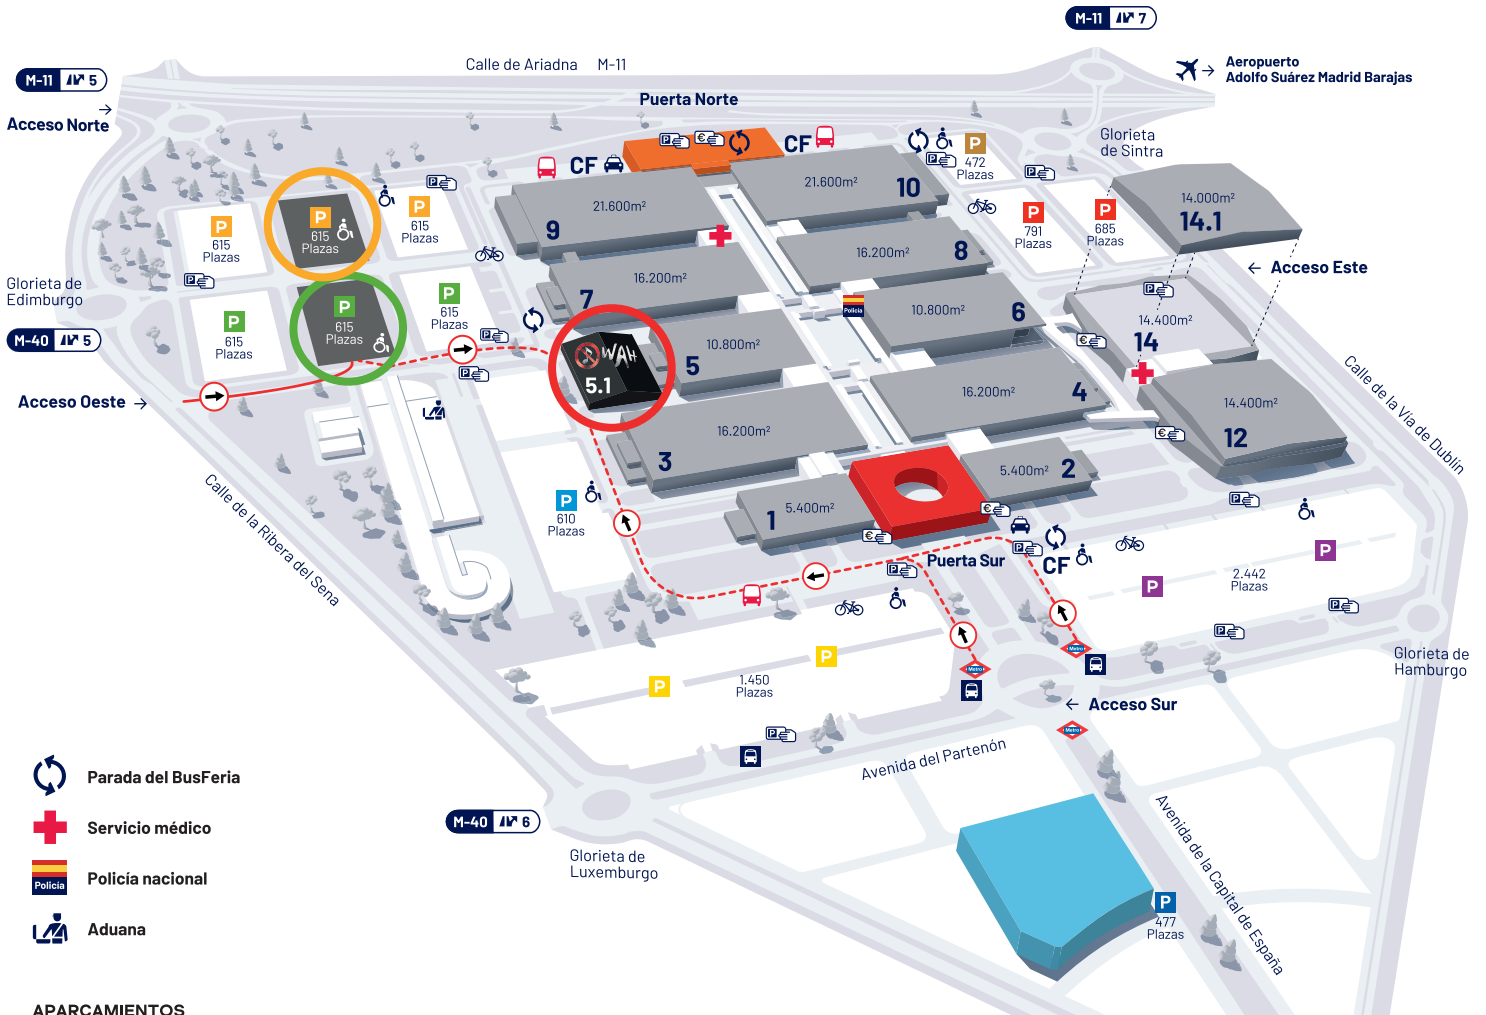 M-11 7
Aeropuerto
Adolfo Suárez Madrid Barajas
Calle de Ariadna M-11
M-11 5
Acceso Norte
Puerta Norte
CF
CF
P
472
Plazas
Glorieta
de Sintra
21.600m²
10
21.600m²
9
14.000m²
14.1
P
615
Plazas
P
615
Plazas
P
615
Plazas
P
791
Plazas
P
685
Plazas
16.200m²
8
Acceso Este
16.200m²
7
Glorieta de
Edimburgo
M-40 5
P
615
Plazas
P
615
Plazas
P
615
Plazas
Policía
10.800m²
6
14.400m²
14
WAH
5.1
10.800m²
5
Acceso Oeste
16.200m²
4
14.400m²
12
16.200m²
3
Calle de la Vía de Dublín
5.400m²
2
5.400m²
1
P
610
Plazas
Calle de la Ribera del Sena
Puerta Sur
CF
P
P
2.442
Plazas
P
P
1.450
Plazas
Metro
Metro
Metro
Acceso Sur
Glorieta de
Hamburgo
Avenida del Partenón
Avenida de la Capital de España
M-40 6
Glorieta de
Luxemburgo
P
477
Plazas
Parada del BusFeria
Servicio médico
Policía
Policía nacional
Aduana
APARCAMIENTOS